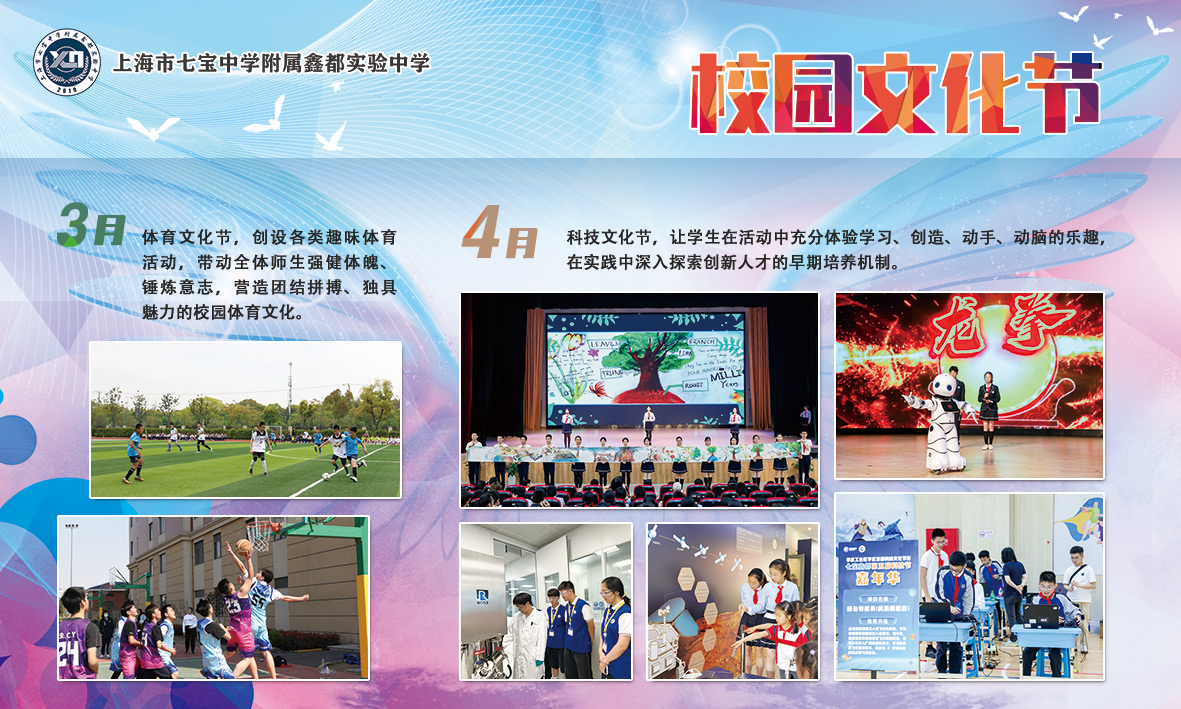 上海市七宝中学附属鑫都实验中学
2019
校园文化节
3月
体育文化节，创设各类趣味体育
活动，带动全体师生强健体魄、
锤炼意志，营造团结拼搏、独具
魅力的校园体育文化。
4月
科技文化节，让学生在活动中充分体验学习、创造、动手、动脑的乐趣，
在实践中深入探索创新人才的早期培养机制。
LEAVES
BRANCH
TRUNK
ROOT
龙拳
24
23
55
嘉年华